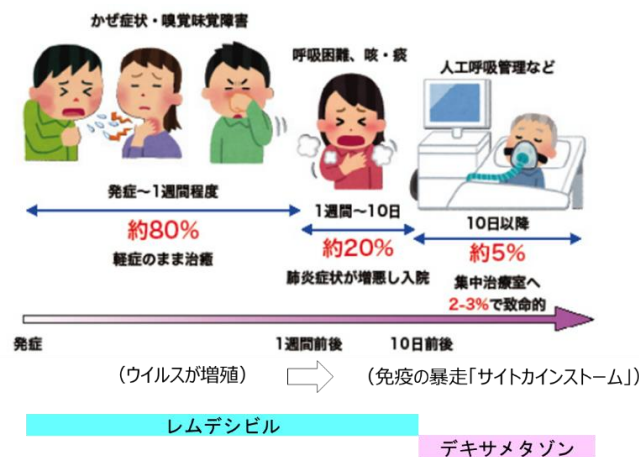 かぜ症状・嗅覚味覚障害
呼吸困難、咳・痰
人工呼吸管理など
発症～1週間程度
約80%
軽症のまま治癒
1週間～10日
約20%
肺炎症状が増悪し入院
10日以降
約5%
集中治療室へ
2-3%で致命的
発症
1週間前後
10日前後
（ウイルスが増殖）
（免疫の暴走「サイトカインストーム」）
レムデシビル
デキサメタゾン